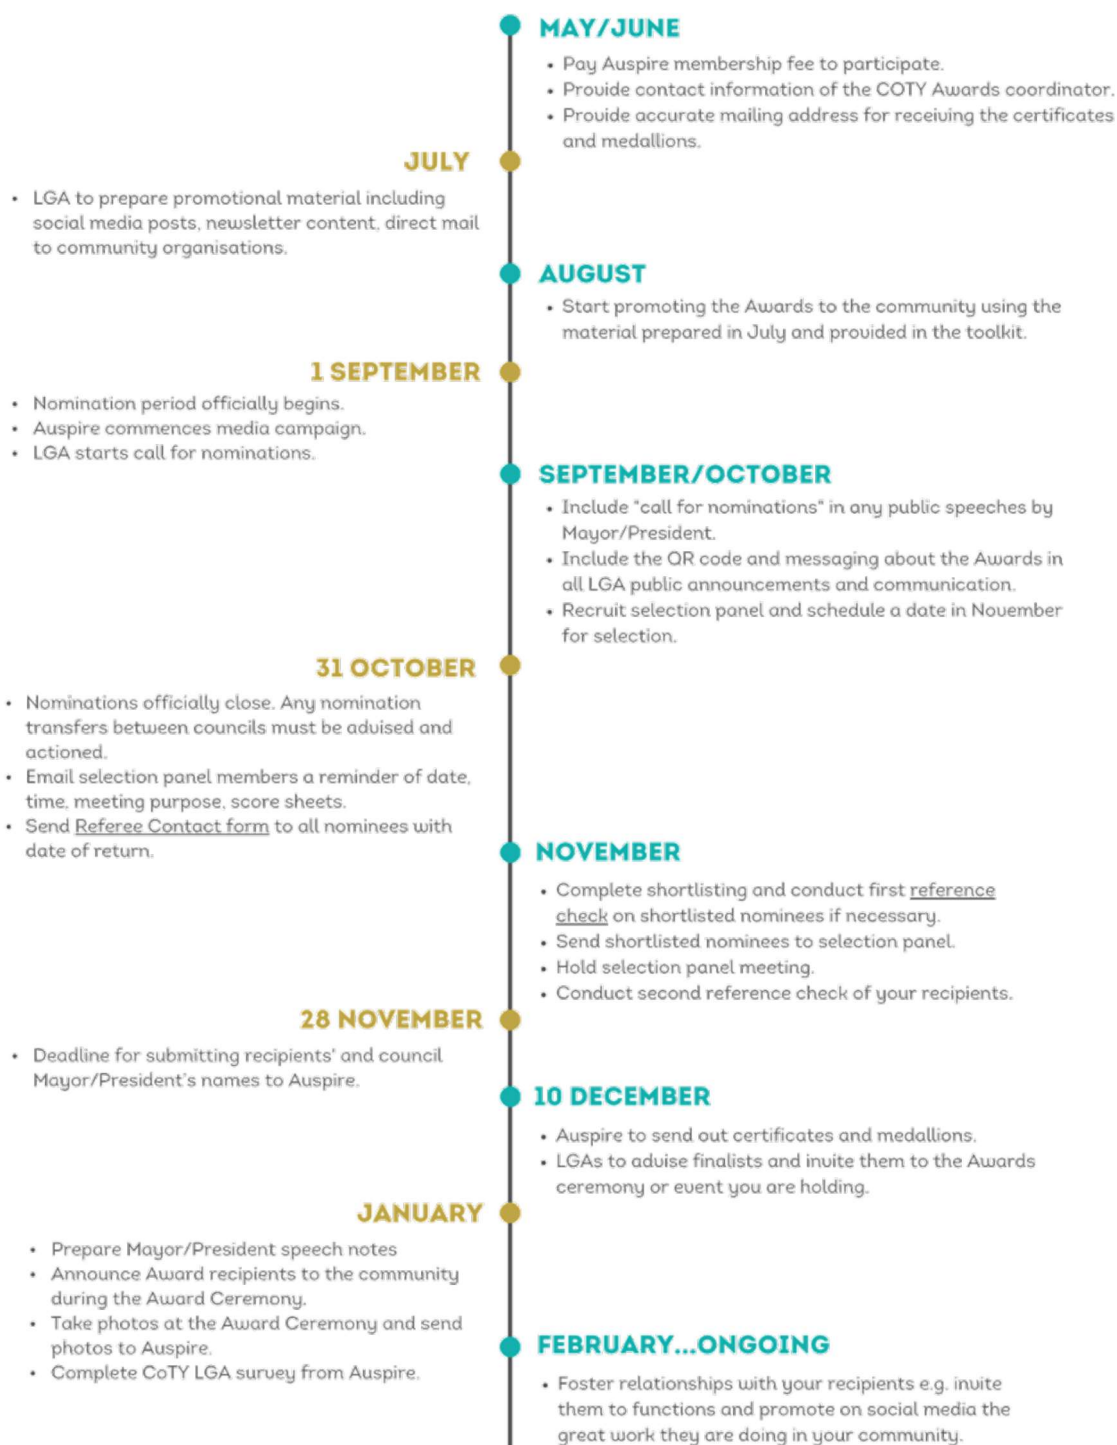 MAY/JUNE
• Pay Auspire membership fee to participate.
• Provide contact information of the COTY Awards coordinator.
• Provide accurate mailing address for receiving the certificates
and medallions.
JULY
• LGA to prepare promotional material including
social media posts, newsletter content, direct mail
to community organisations.
AUGUST
• Start promoting the Awards to the community using the
material prepared in July and provided in the toolkit.
1 SEPTEMBER
• Nomination period officially begins.
• Auspire commences media campaign.
• LGA starts call for nominations.
SEPTEMBER/OCTOBER
• Include "call for nominations" in any public speeches by
Mayor/President.
• Include the QR code and messaging about the Awards in
all LGA public announcements and communication.
• Recruit selection panel and schedule a date in November
for selection.
31 OCTOBER
• Nominations officially close. Any nomination
transfers between councils must be advised and
actioned.
• Email selection panel members a reminder of date,
time, meeting purpose, score sheets.
• Send Referee Contact form to all nominees with
date of return.
NOVEMBER
• Complete shortlisting and conduct first reference
check on shortlisted nominees if necessary.
• Send shortlisted nominees to selection panel.
• Hold selection panel meeting.
• Conduct second reference check of your recipients.
28 NOVEMBER
• Deadline for submitting recipients' and council
Mayor/President's names to Auspire.
10 DECEMBER
• Auspire to send out certificates and medallions.
• LGAs to advise finalists and invite them to the Awards
ceremony or event you are holding.
JANUARY
• Prepare Mayor/President speech notes
• Announce Award recipients to the community
during the Award Ceremony.
• Take photos at the Award Ceremony and send
photos to Auspire.
• Complete CoTY LGA survey from Auspire.
FEBRUARY...ONGOING
• Foster relationships with your recipients e.g. invite
them to functions and promote on social media the
great work they are doing in your community.